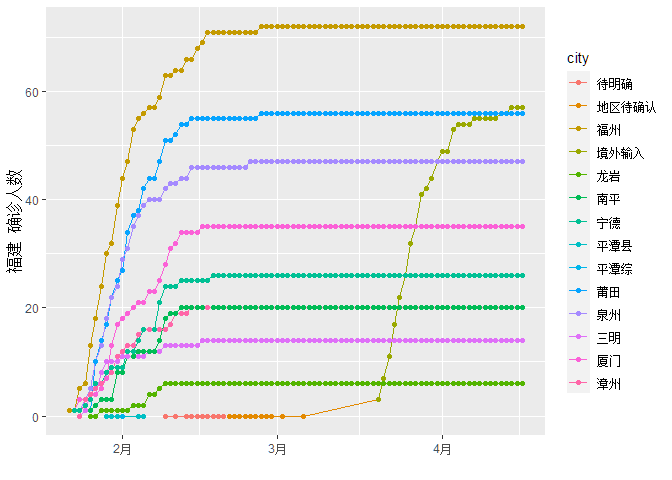 福建 确诊人数
60
40
20
0
2月
3月
4月
city
待明确
地区待确认
福州
境外输入
龙岩
南平
宁德
平潭县
平潭综
莆田
泉州
三明
厦门
漳州